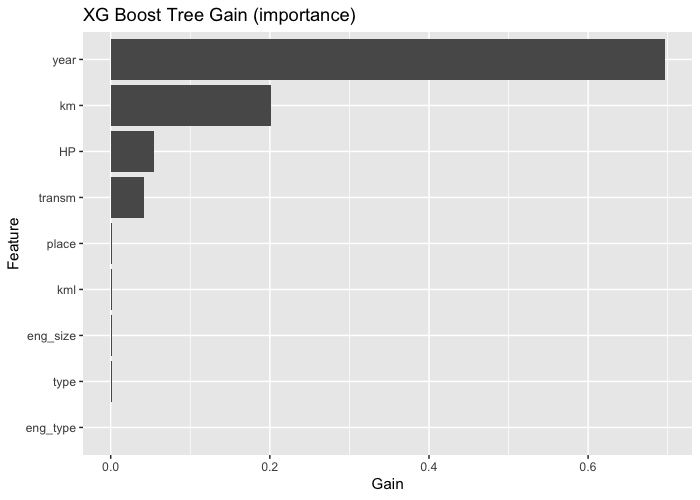 XG Boost Tree Gain (importance)
year
km
HP
transm
place
kml
eng_size
type
eng_type
Feature
0.0 0.2 0.4 0.6
Gain